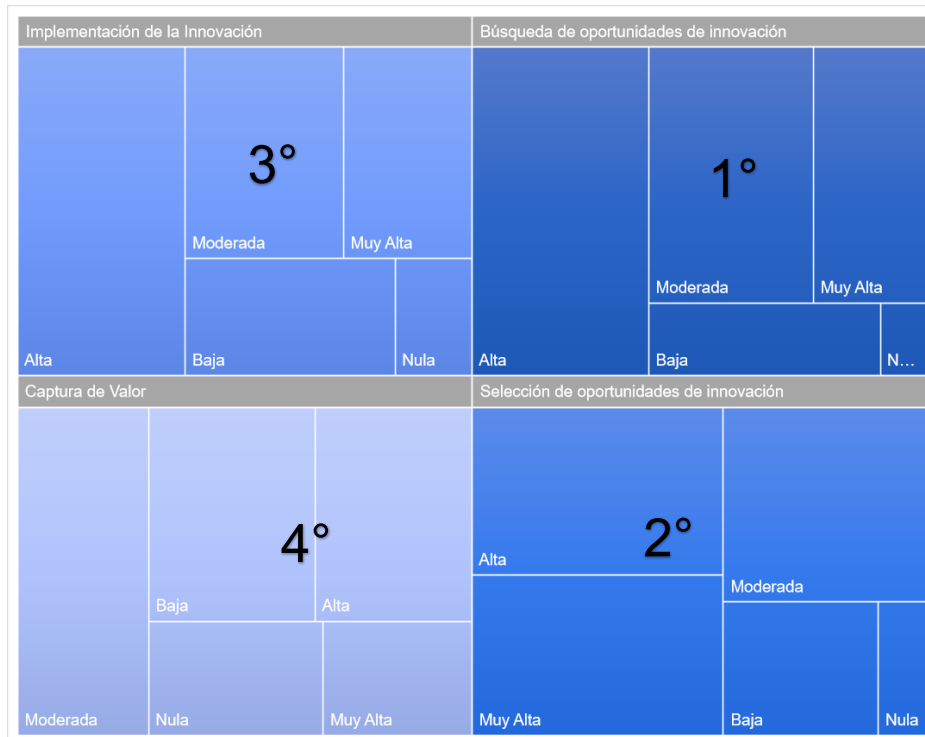 Implementación de la Innovación
3°
Moderada
Muy Alta
Alta
Baja
Nula
Búsqueda de oportunidades de innovación
1°
Moderada
Muy Alta
Alta
Baja
N...
Captura de Valor
4°
Baja
Alta
Moderada
Nula
Muy Alta
Selección de oportunidades de innovación
2°
Alta
Moderada
Muy Alta
Baja
Nula